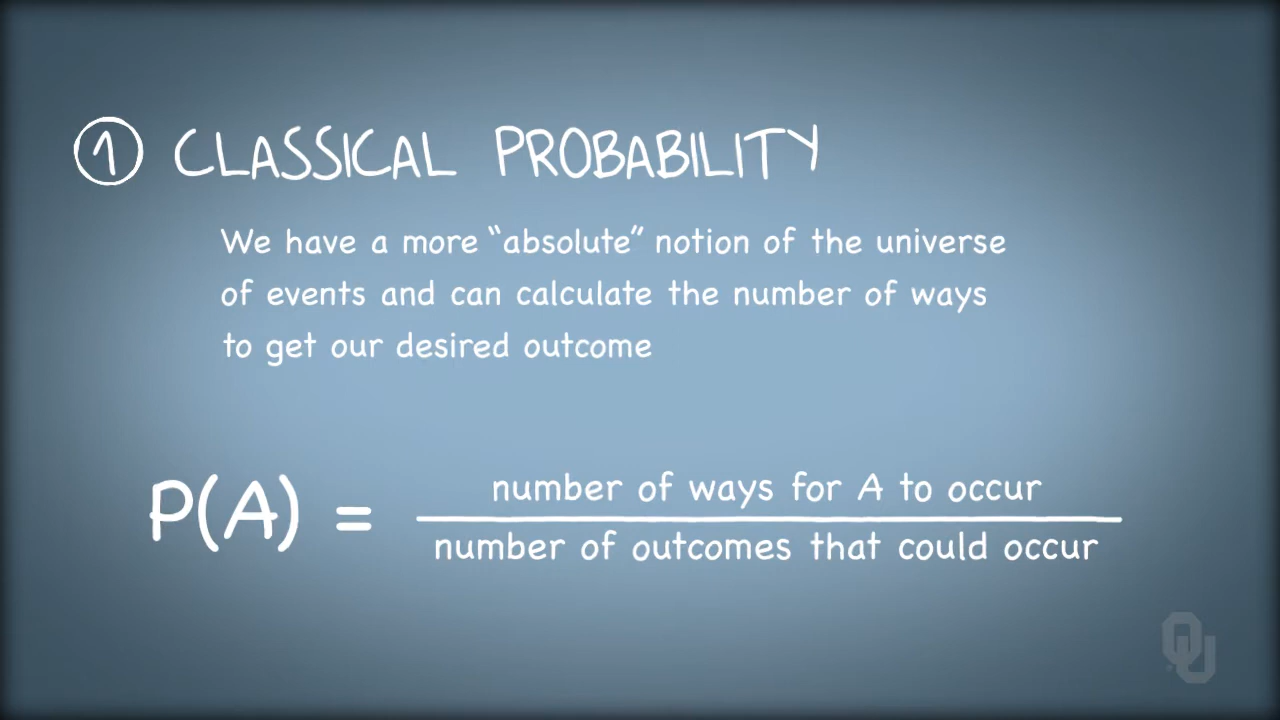 1 CLASSICAL PROBABILITY
We have a more “absolute” notion of the universe
of events and can calculate the number of ways
to get our desired outcome
P(A) =
number of ways for A to occur
number of outcomes that could occur
OU